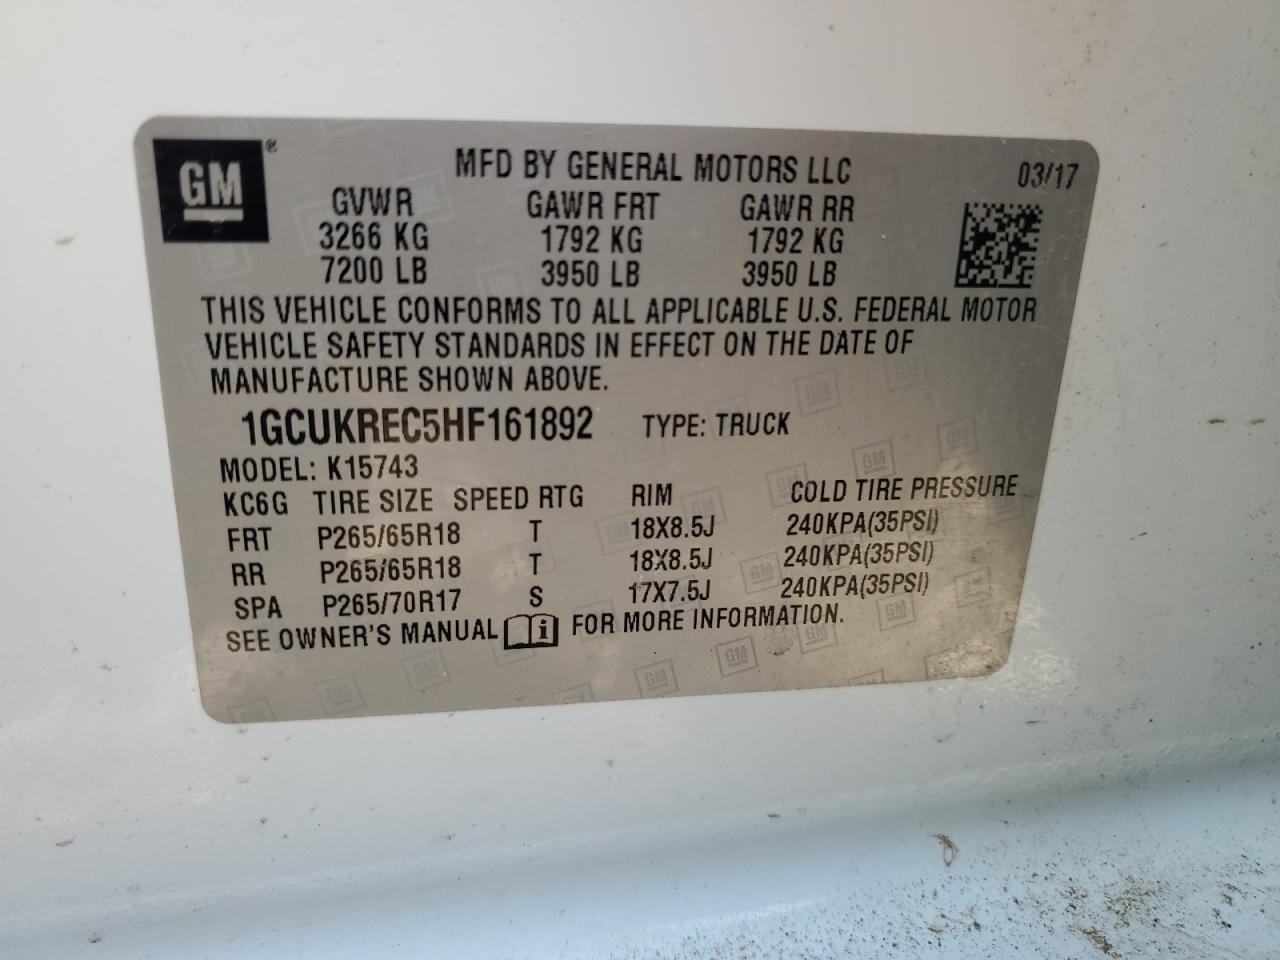 GM ®
MFD BY GENERAL MOTORS LLC 03/17
GVWR GAWR FRT GAWR RR
3266 KG 1792 KG 1792 KG
7200 LB 3950 LB 3950 LB
THIS VEHICLE CONFORMS TO ALL APPLICABLE U.S. FEDERAL MOTOR
VEHICLE SAFETY STANDARDS IN EFFECT ON THE DATE OF
MANUFACTURE SHOWN ABOVE.
1GCUKREC5HF161892 TYPE: TRUCK
MODEL: K15743
KC6G TIRE SIZE SPEED RTG RIM COLD TIRE PRESSURE
FRT P265/65R18 T 18X8.5J 240KPA(35PSI)
RR P265/65R18 T 18X8.5J 240KPA(35PSI)
SPA P265/70R17 S 17X7.5J 240KPA(35PSI)
SEE OWNER'S MANUAL i FOR MORE INFORMATION.